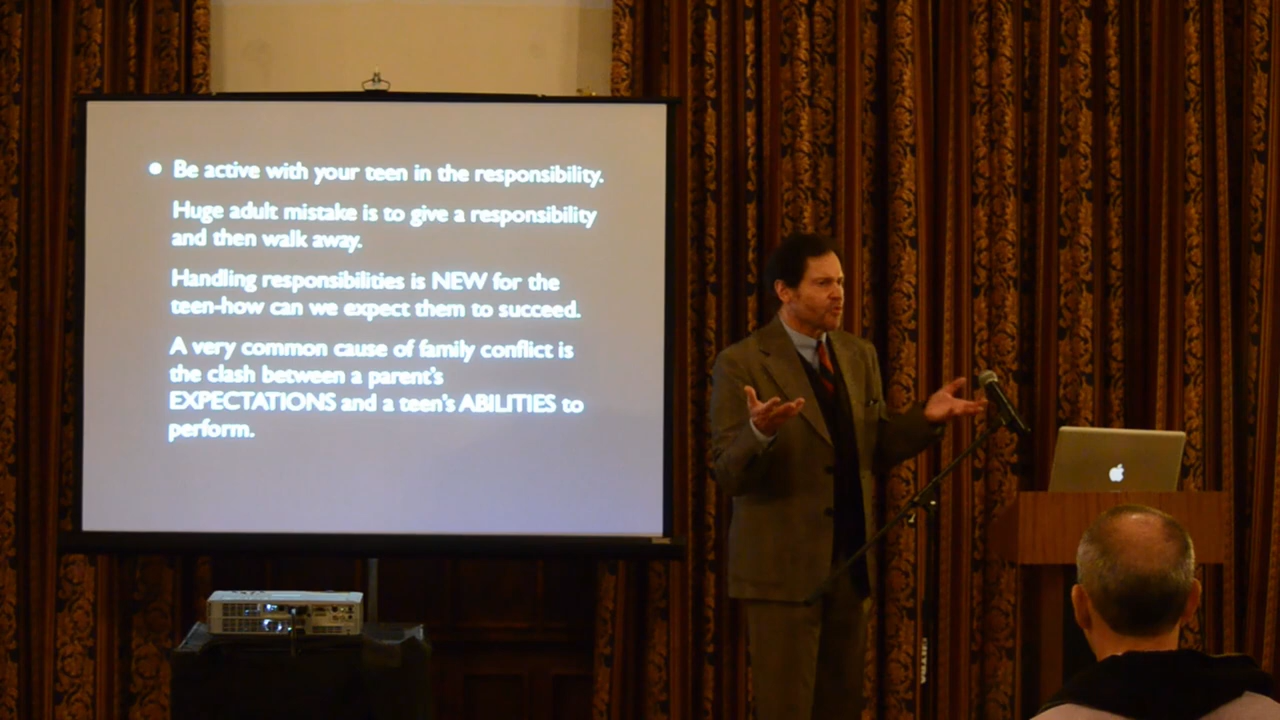 • Be active with your teen in the responsibility.
Huge adult mistake is to give a responsibility
and then walk away.
Handling responsibilities is NEW for the
teen-how can we expect them to succeed.
A very common cause of family conflict is
the clash between a parent's
EXPECTATIONS and a teen's ABILITIES to
perform.